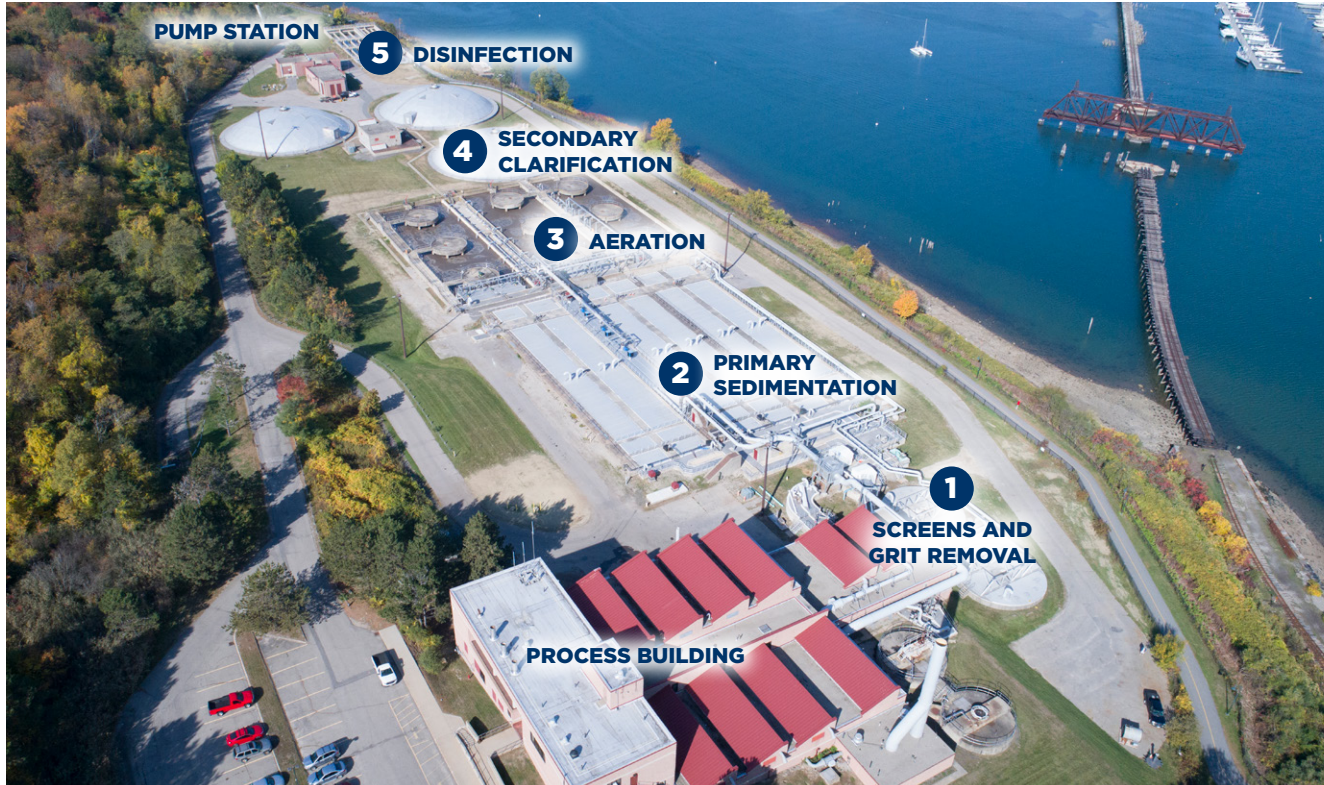 PUMP STATION
5 DISINFECTION
4 SECONDARY
CLARIFICATION
3 AERATION
2 PRIMARY
SEDIMENTATION
1
SCREENS AND
GRIT REMOVAL
PROCESS BUILDING